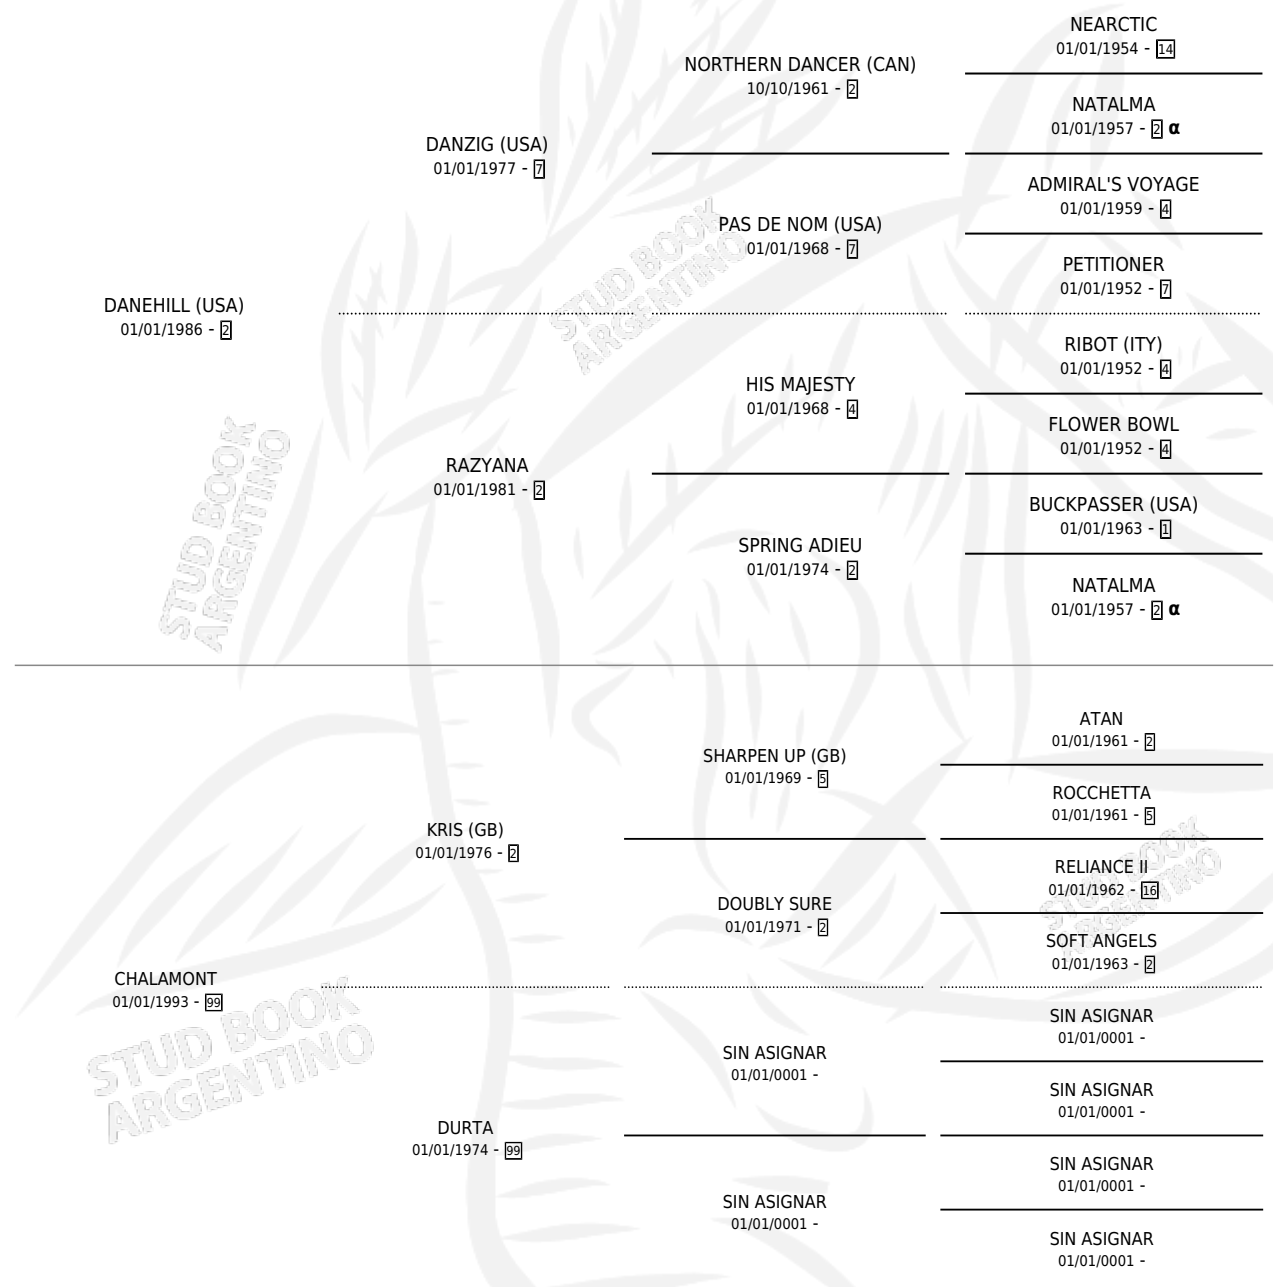 NEARCTIC
01/01/1954 - 14
NORTHERN DANCER (CAN)
10/10/1961 - 2
NATALMA
01/01/1957 - 2 α
DANZIG (USA)
01/01/1977 - 7
ADMIRAL'S VOYAGE
01/01/1959 - 4
PAS DE NOM (USA)
01/01/1968 - 7
PETITIONER
01/01/1952 - 7
DANEHILL (USA)
01/01/1986 - 2
RIBOT (ITY)
01/01/1952 - 4
HIS MAJESTY
01/01/1968 - 4
FLOWER BOWL
01/01/1952 - 4
RAZYANA
01/01/1981 - 2
BUCKPASSER (USA)
01/01/1963 - 1
SPRING ADIEU
01/01/1974 - 2
NATALMA
01/01/1957 - 2 α
ATAN
01/01/1961 - 2
SHARPEN UP (GB)
01/01/1969 - 5
ROCCHETTA
01/01/1961 - 5
KRIS (GB)
01/01/1976 - 2
RELIANCE II
01/01/1962 - 16
DOUBLY SURE
01/01/1971 - 2
SOFT ANGELS
01/01/1963 - 2
CHALAMONT
01/01/1993 - 99
SIN ASIGNAR
01/01/0001 -
SIN ASIGNAR
01/01/0001 -
SIN ASIGNAR
01/01/0001 -
DURTA
01/01/1974 - 99
SIN ASIGNAR
01/01/0001 -
SIN ASIGNAR
01/01/0001 -
SIN ASIGNAR
01/01/0001 -
STUD BOOK
ARGENTINO
STUD BOOK
ARGENTINO
STUD BOOK
ARGENTINO
STUD BOOK
ARGENTINO